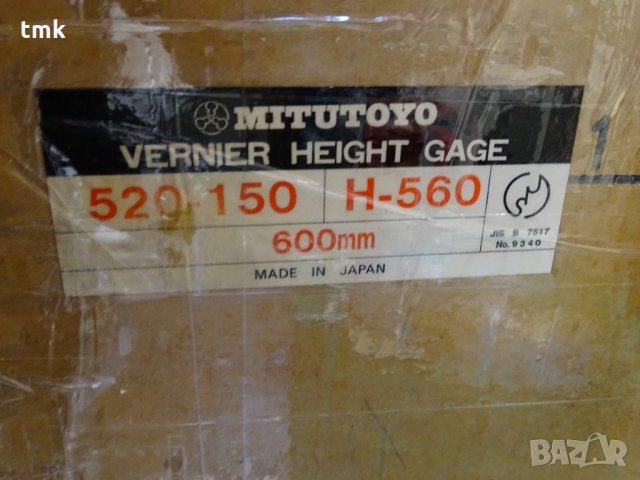 tmk
MITUTOYO
VERNIER HEIGHT GAGE
520-150 H-560
600mm
JIS B 7517
No. 9340
MADE IN JAPAN
1
BAZAR